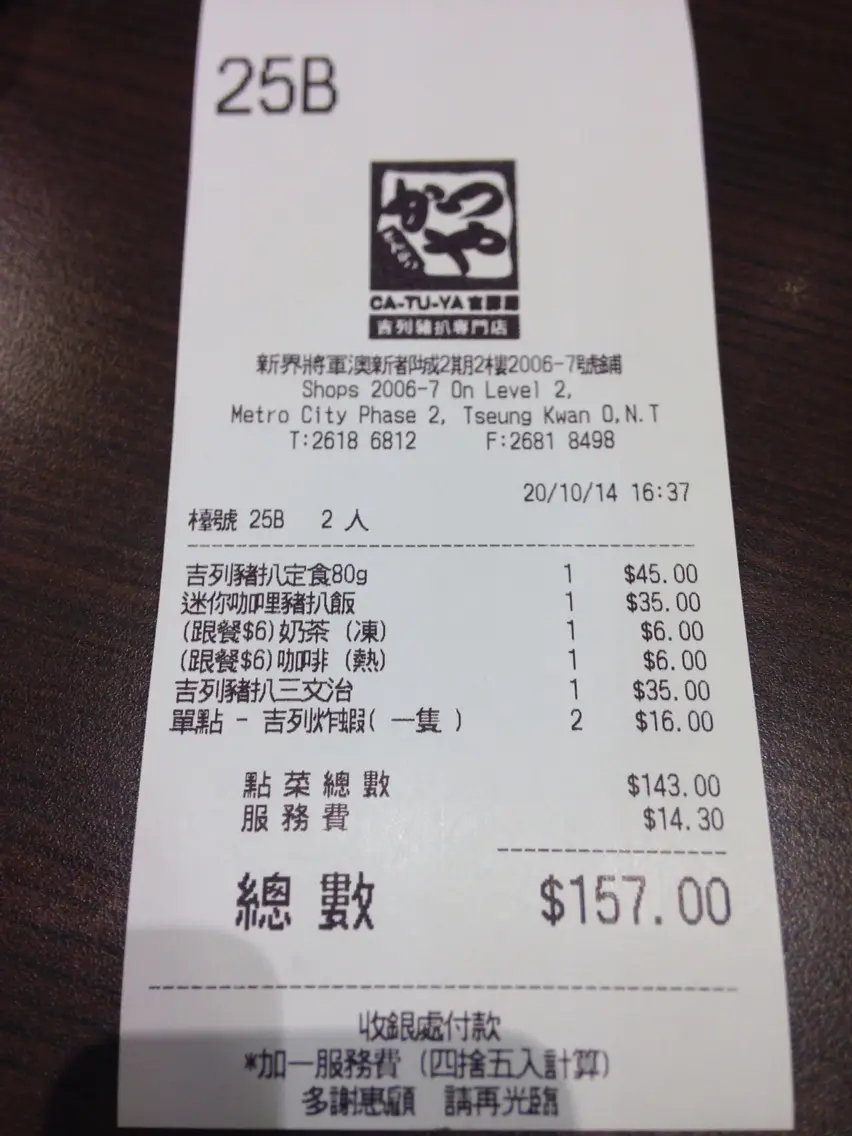 25B
かつや
CA-TU-YA 吉豚屋
吉列豬扒專門店
新界將軍澳新都城2期2樓2006-7號鋪
Shops 2006-7 On Level 2,
Metro City Phase 2, Tseung Kwan O,N.T
T:2618 6812 F:2681 8498
20/10/14 16:37
檯號 25B 2 人
吉列豬扒定食80g 1 $45.00
迷你咖哩豬扒飯 1 $35.00
(跟餐$6)奶茶 (凍) 1 $6.00
(跟餐$6)咖啡 (熱) 1 $6.00
吉列豬扒三文治 1 $35.00
單點 - 吉列炸蝦( 一隻 ) 2 $16.00
點菜總數 $143.00
服務費 $14.30
總數 $157.00
收銀處付款
*加一服務費 (四捨五入計算)
多謝惠顧 請再光臨